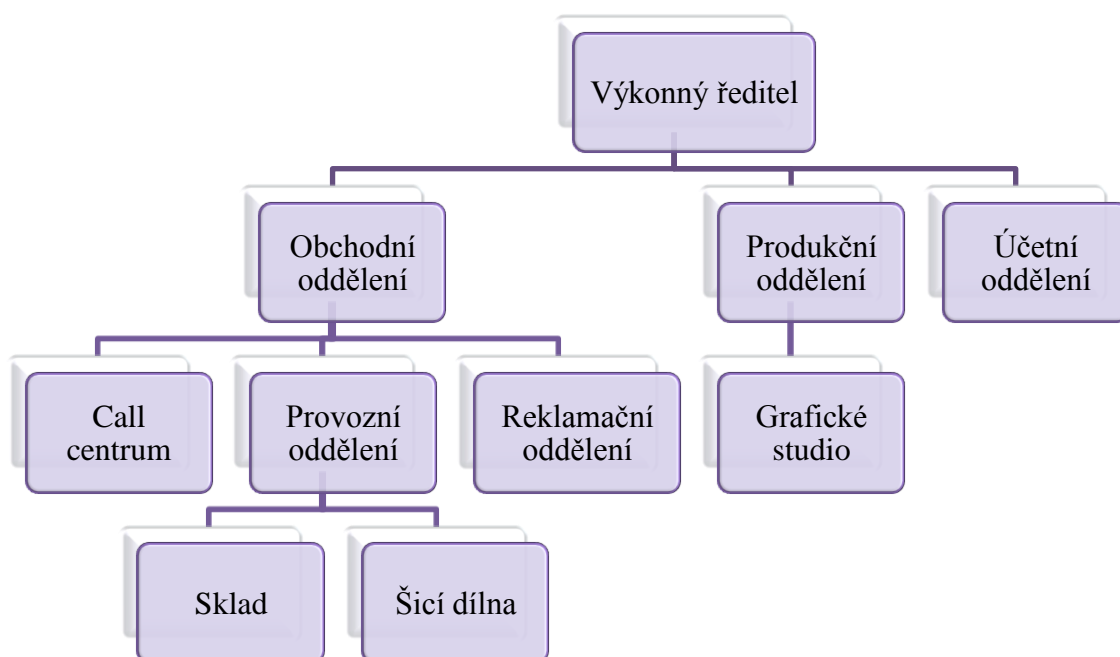 Výkonný ředitel
Obchodní
oddělení
Produkční
oddělení
Účetní
oddělení
Call
centrum
Provozní
oddělení
Reklamační
oddělení
Grafické
studio
Sklad
Šicí dílna